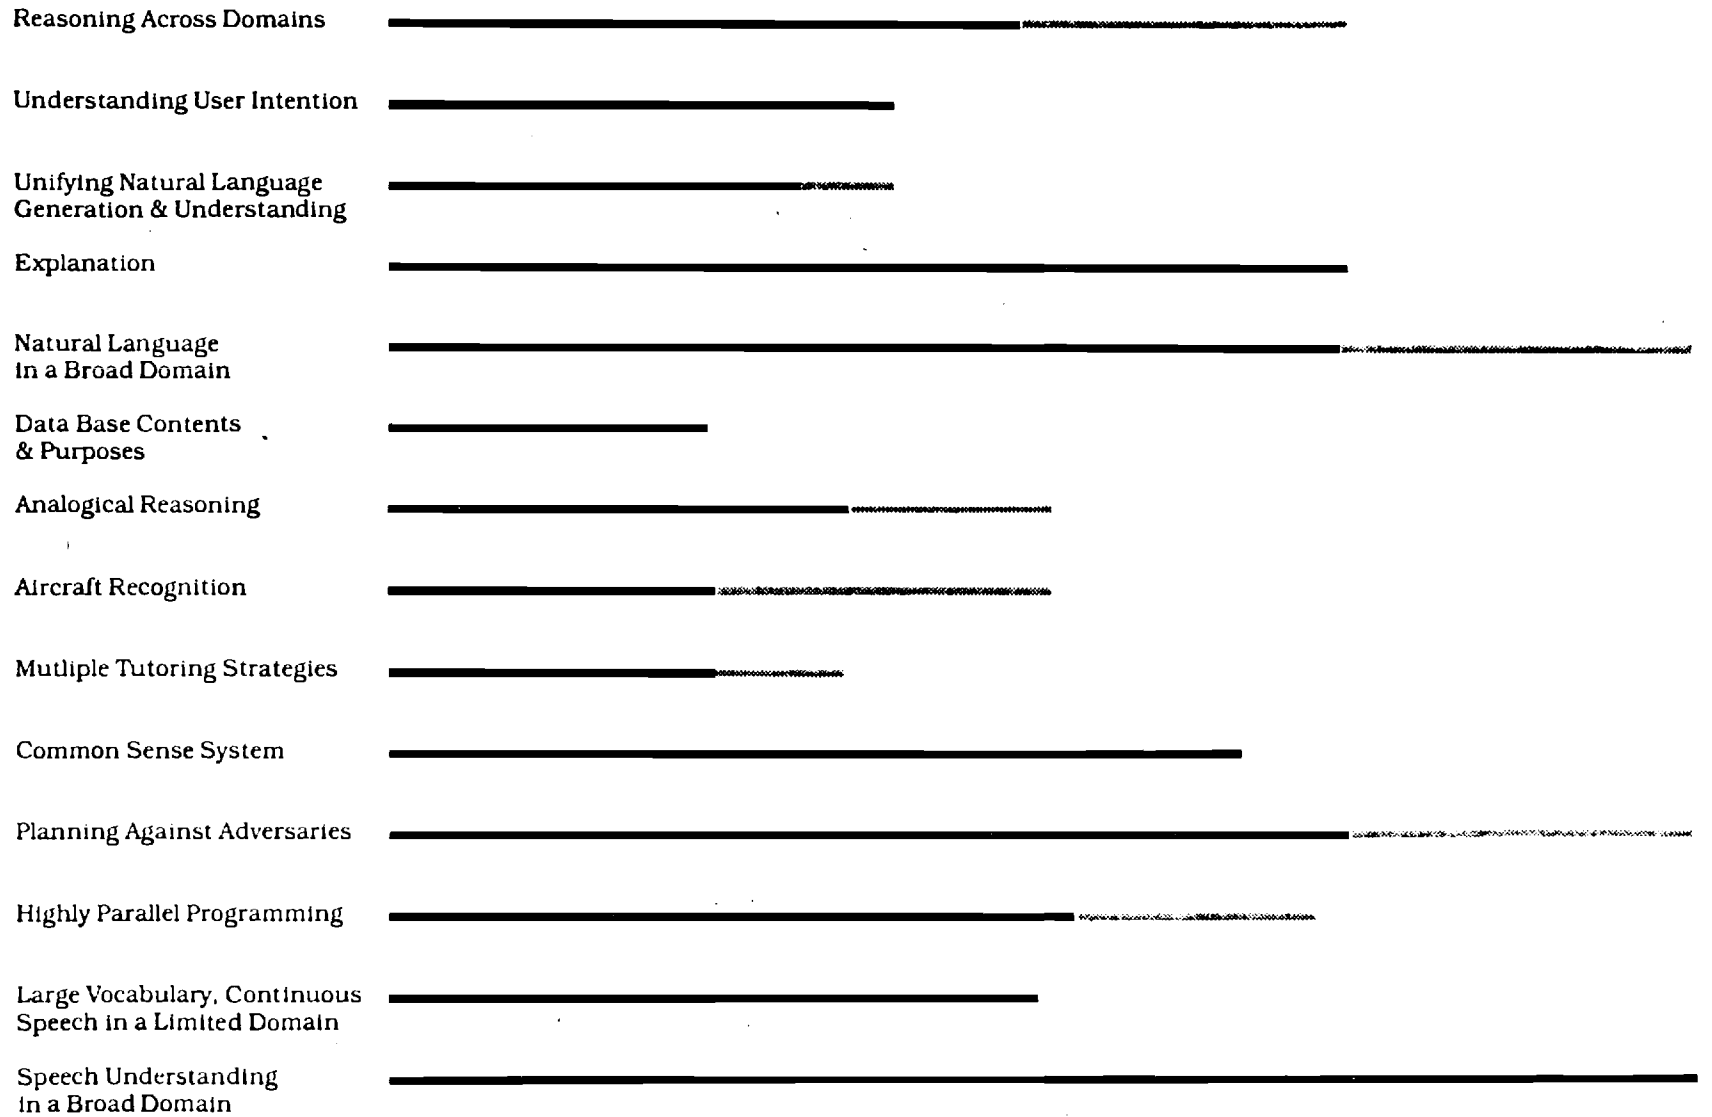 Reasoning Across Domains
Understanding User Intention
Unifying Natural Language
Generation & Understanding
Explanation
Natural Language
in a Broad Domain
Data Base Contents
& Purposes
Analogical Reasoning
Aircraft Recognition
Mutliple Tutoring Strategies
Common Sense System
Planning Against Adversaries
Highly Parallel Programming
Large Vocabulary, Continuous
Speech in a Limited Domain
Speech Understanding
in a Broad Domain